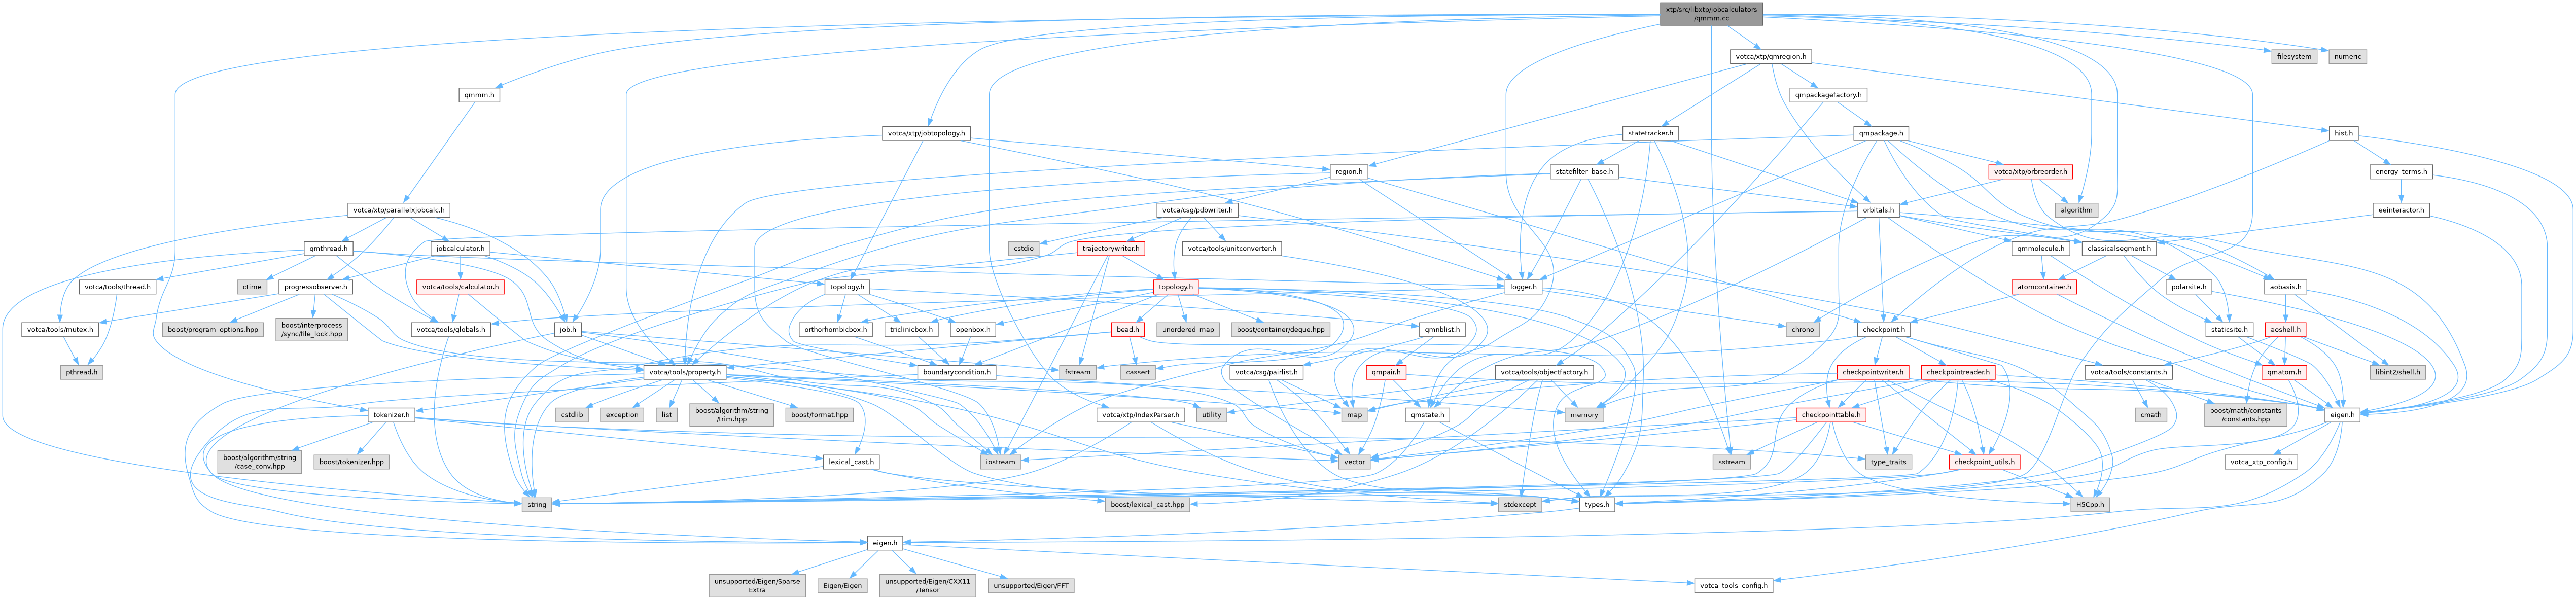 xtp/src/libxtp/jobcalculators
/qmmm.cc
filesystem
numeric
votca/xtp/qmregion.h
qmmm.h
qmpackagefactory.h
votca/xtp/jobtopology.h
statetracker.h
qmpackage.h
hist.h
region.h
statefilter_base.h
votca/xtp/orbreorder.h
energy_terms.h
votca/xtp/parallelxjobcalc.h
votca/csg/pdbwriter.h
orbitals.h
algorithm
eeinteractor.h
qmthread.h
jobcalculator.h
cstdio
trajectorywriter.h
votca/tools/unitconverter.h
qmmolecule.h
classicalsegment.h
votca/tools/thread.h
ctime
progressobserver.h
votca/tools/calculator.h
topology.h
topology.h
logger.h
atomcontainer.h
polarsite.h
aobasis.h
votca/tools/mutex.h
boost/program_options.hpp
boost/interprocess
/sync/file_lock.hpp
votca/tools/globals.h
job.h
orthorhombicbox.h
triclinicbox.h
openbox.h
bead.h
unordered_map
boost/container/deque.hpp
qmnblist.h
chrono
checkpoint.h
staticsite.h
aoshell.h
pthread.h
votca/tools/property.h
boundarycondition.h
fstream
cassert
votca/csg/pairlist.h
qmpair.h
votca/tools/objectfactory.h
checkpointwriter.h
checkpointreader.h
votca/tools/constants.h
qmatom.h
libint2/shell.h
tokenizer.h
cstdlib
exception
list
boost/algorithm/string
/trim.hpp
boost/format.hpp
utility
memory
votca/xtp/IndexParser.h
map
qmstate.h
memory
checkpointtable.h
cmath
boost/math/constants
/constants.hpp
eigen.h
boost/algorithm/string
/case_conv.hpp
boost/tokenizer.hpp
lexical_cast.h
iostream
vector
sstream
type_traits
checkpoint_utils.h
votca_xtp_config.h
string
boost/lexical_cast.hpp
stdexcept
types.h
H5Cpp.h
eigen.h
unsupported/Eigen/Sparse
Extra
Eigen/Eigen
unsupported/Eigen/CXX11
/Tensor
unsupported/Eigen/FFT
votca_tools_config.h